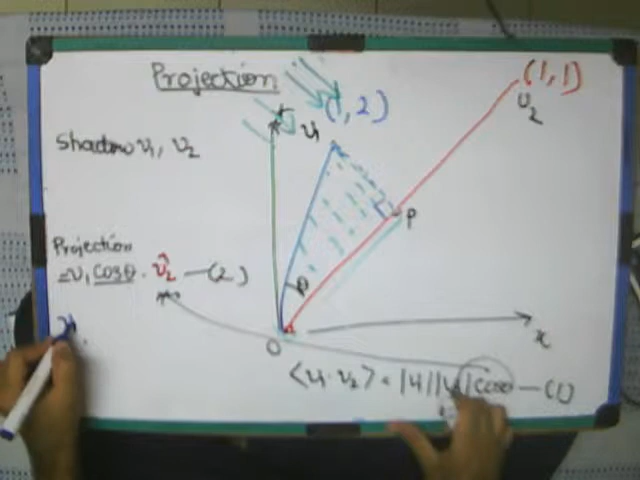 Projection
(1,1)
(1,2)
v₁
v₂
Shadow v₁, v₂
P
Projection
= v₁ cosθ · v̂₂ —(2)
θ
O
x
<v₁ · v₂> = |v₁||v₂|cosθ —(1)